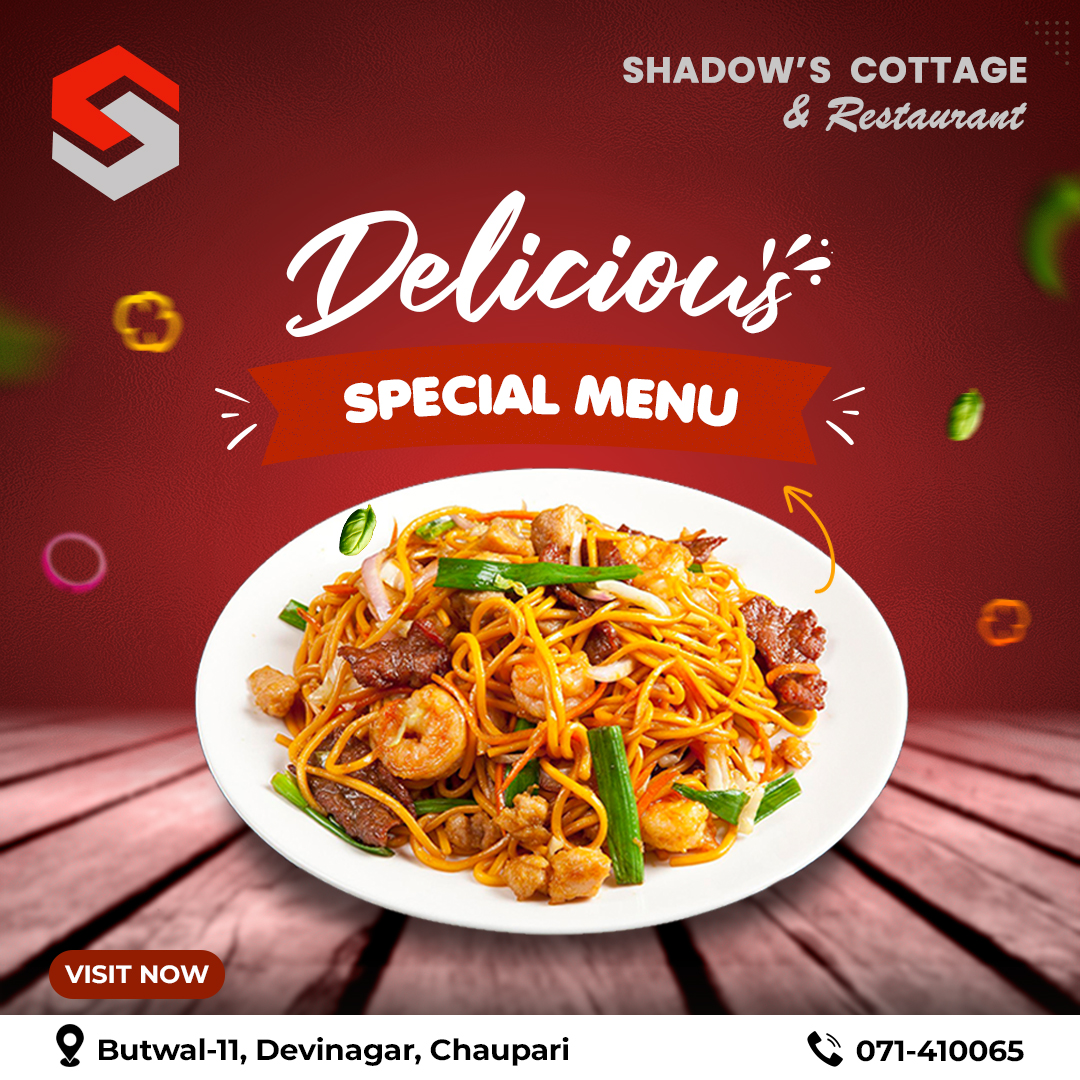 SHADOW'S COTTAGE
& Restaurant
Delicious
SPECIAL MENU
VISIT NOW
Butwal-11, Devinagar, Chaupari
071-410065